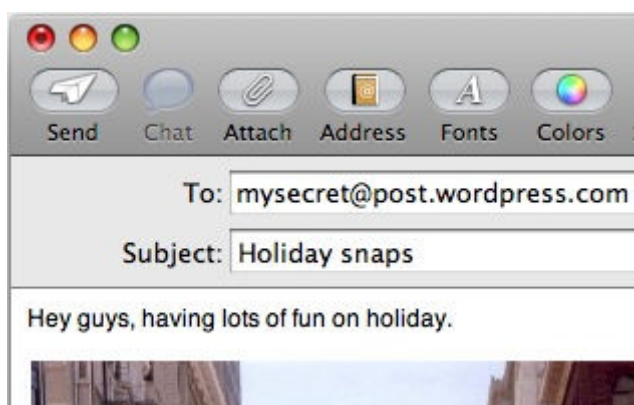 Send Chat Attach Address Fonts Colors
To: mysecret@post.wordpress.com
Subject: Holiday snaps
Hey guys, having lots of fun on holiday.